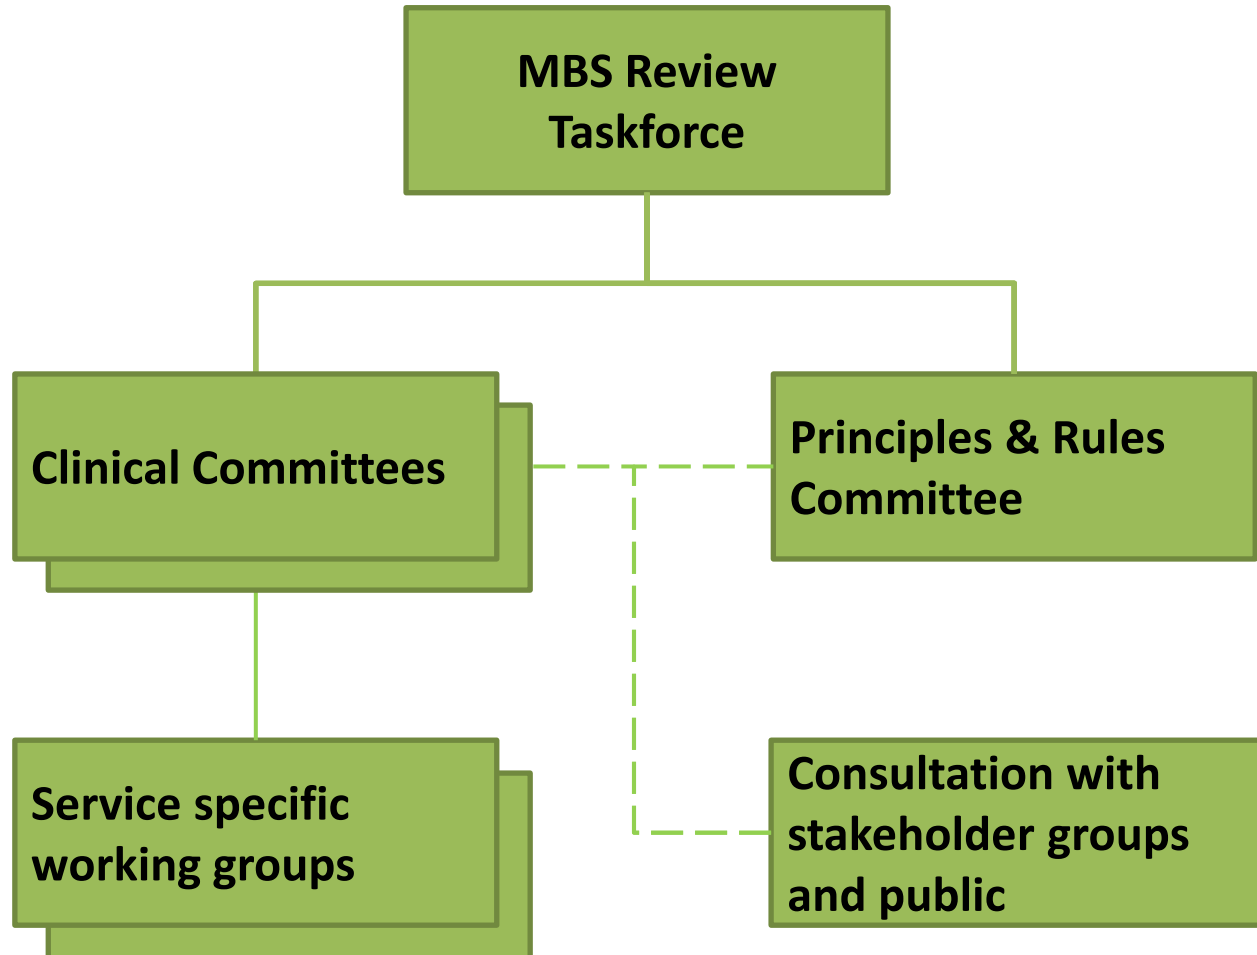 MBS Review
Taskforce
Clinical Committees
Principles & Rules
Committee
Service specific
working groups
Consultation with
stakeholder groups
and public